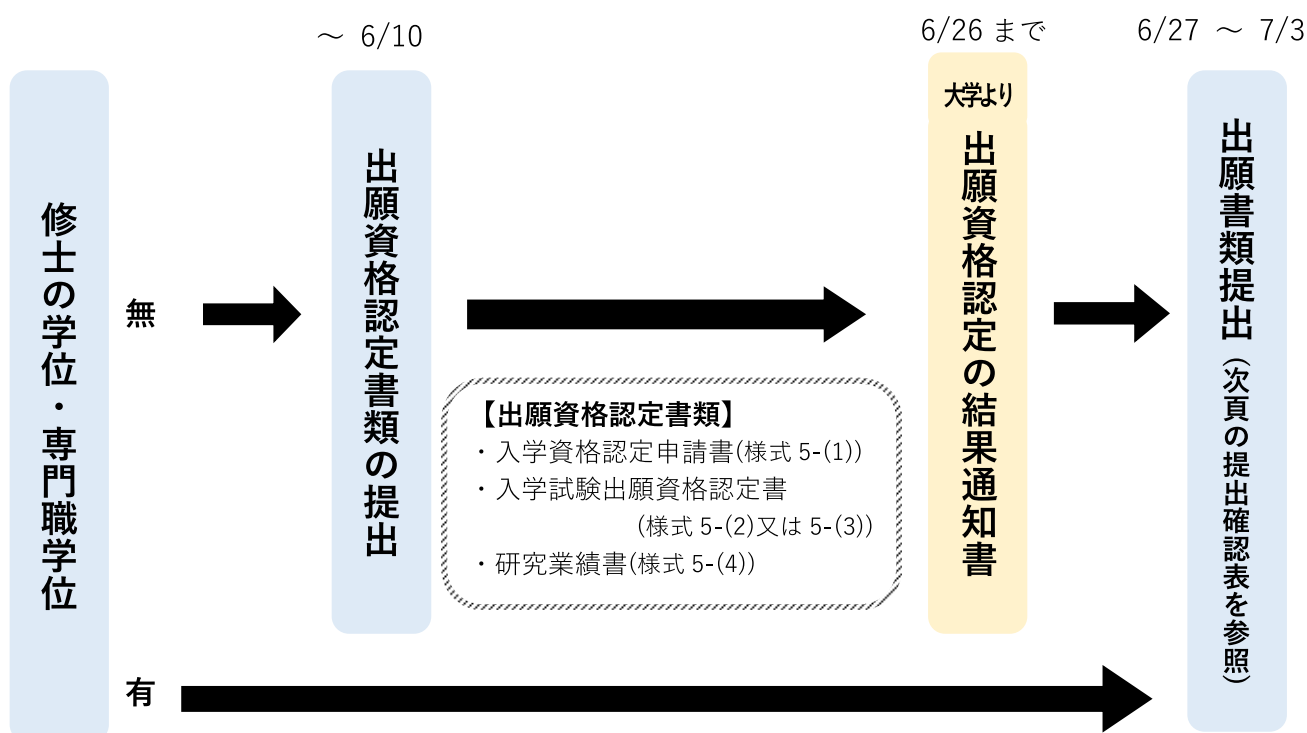 ～ 6/10
6/26 まで
6/27 ～ 7/3
修士の学位・専門職学位
無
有
出願資格認定書類の提出
【出願資格認定書類】
・入学資格認定申請書(様式 5-(1))
・入学試験出願資格認定書
(様式 5-(2)又は 5-(3))
・研究業績書(様式 5-(4))
大学より
出願資格認定の結果通知書
出願書類提出（次頁の提出確認表を参照）